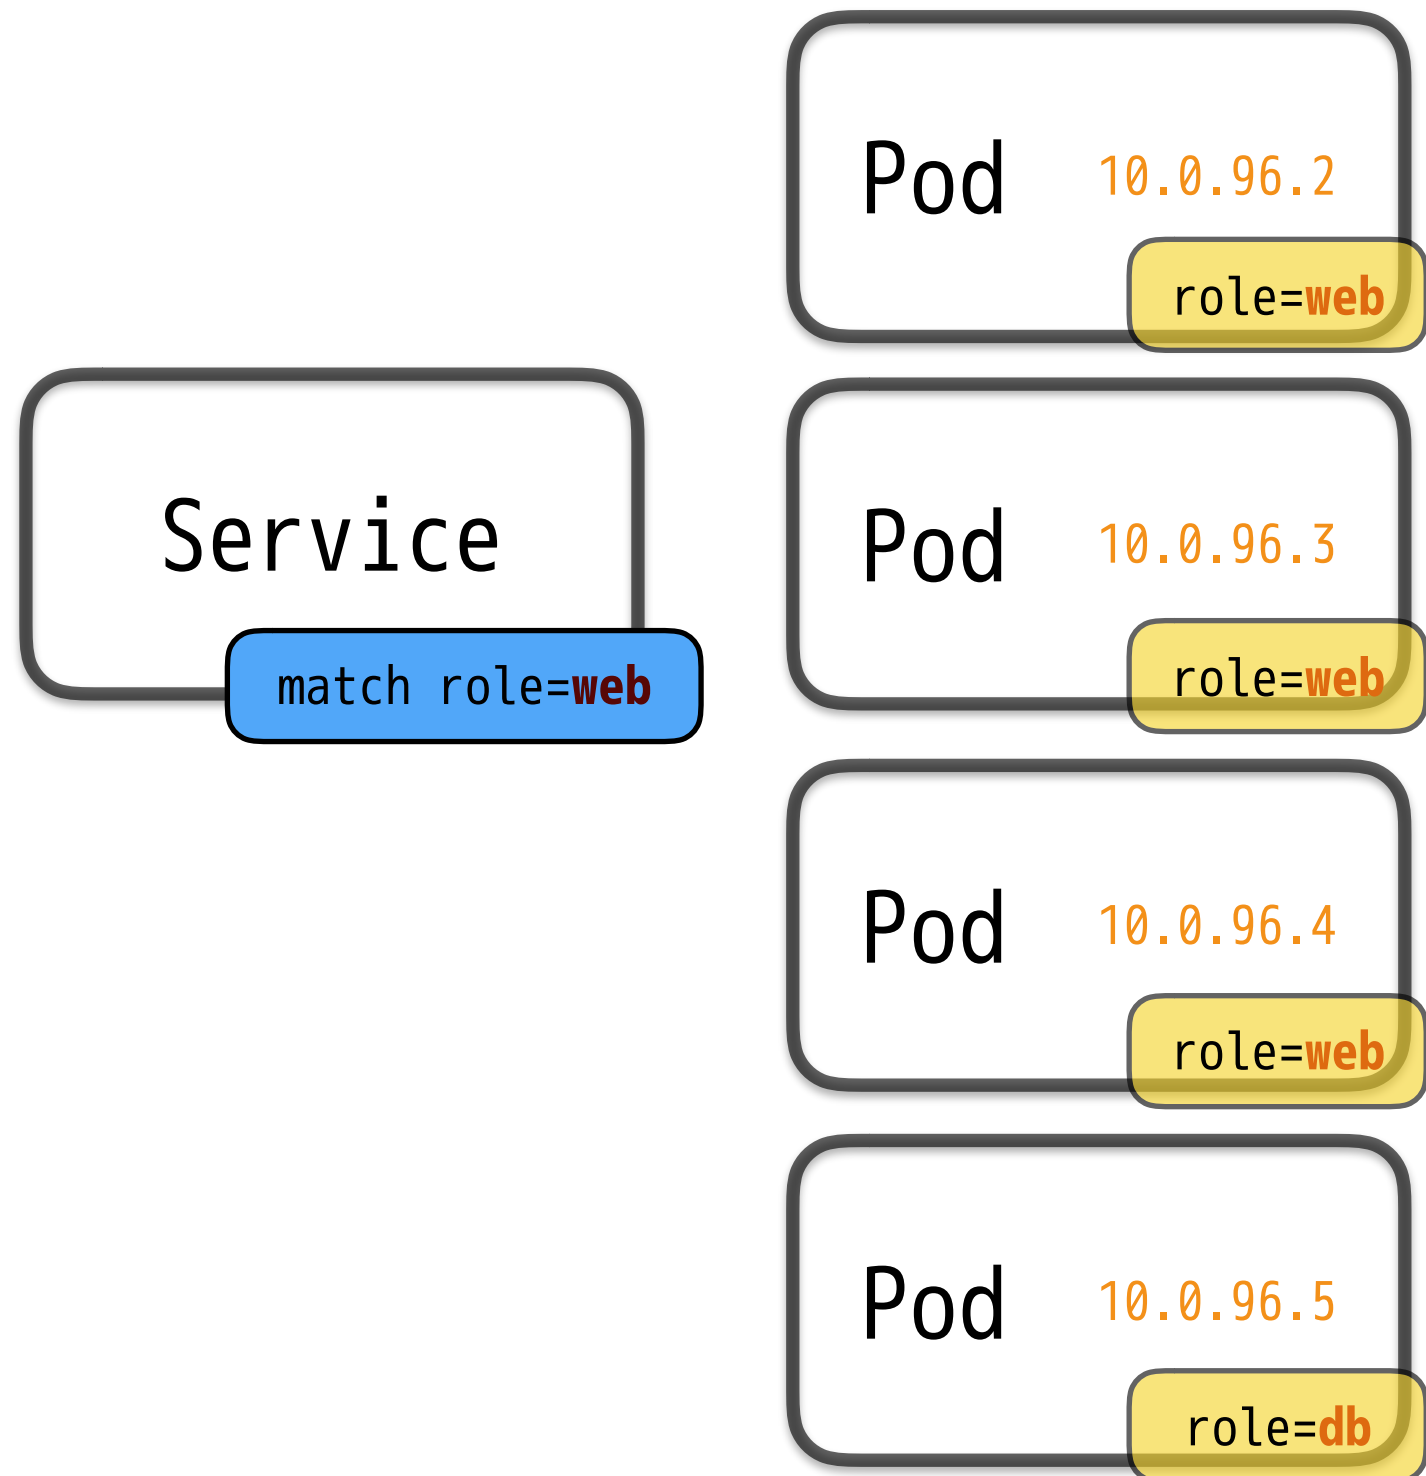 Service
match role=web
Pod 10.0.96.2
role=web
Pod 10.0.96.3
role=web
Pod 10.0.96.4
role=web
Pod 10.0.96.5
role=db